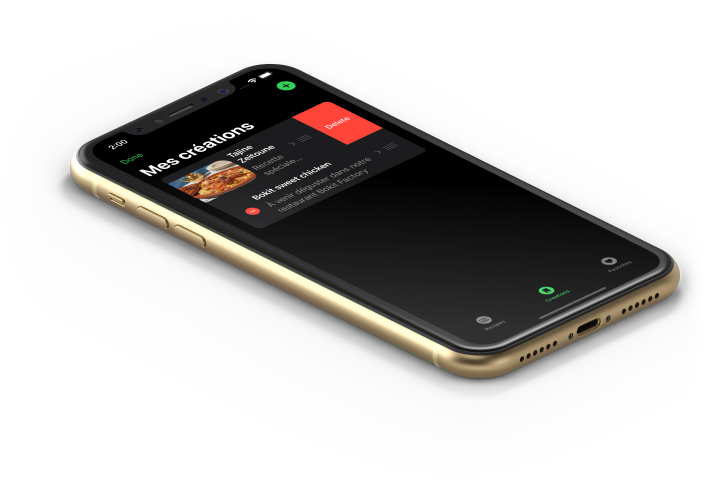 2:00
Done
Mes créations
Tajine
Zeitoune
Recette
spéciale...
Delete
Bokit sweet chicken
À venir déguster dans notre
restaurant Bokit Factory
Recipes
Creations
Favorites